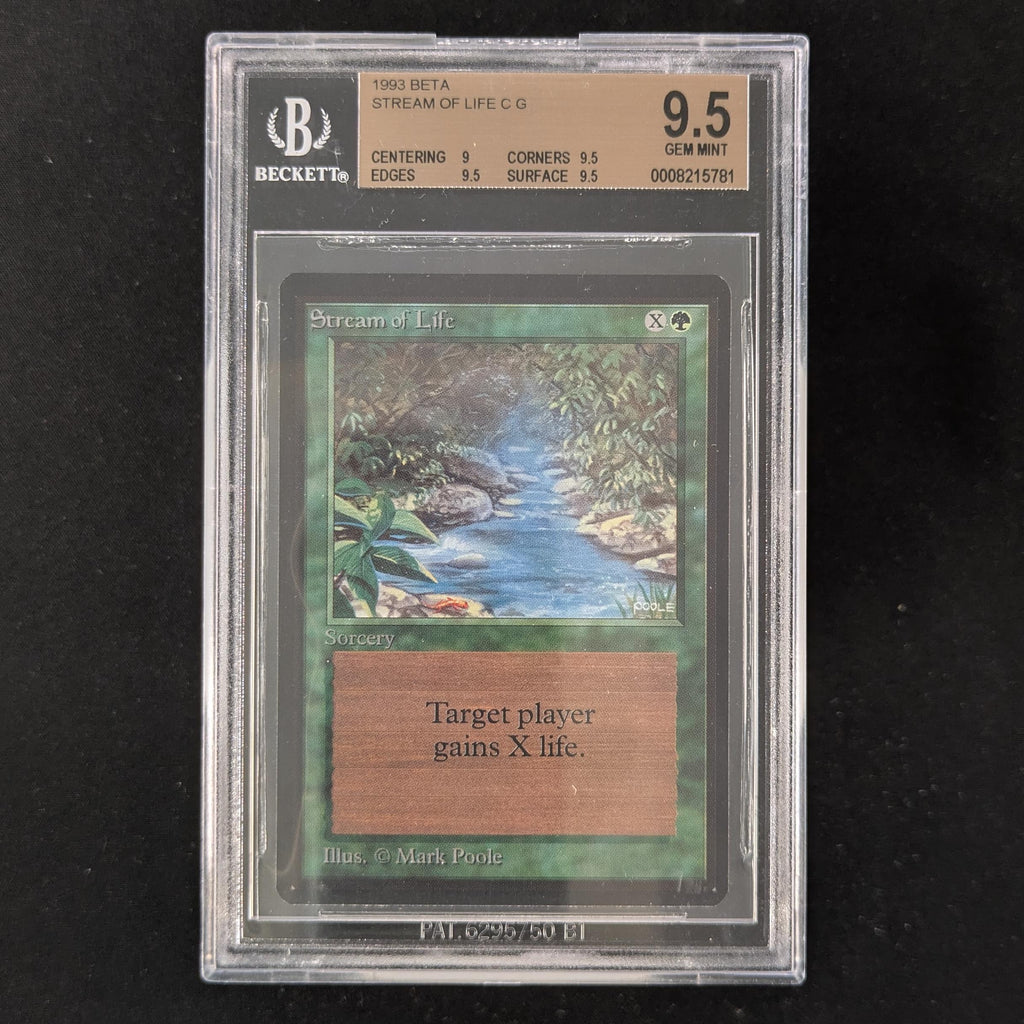 1993 BETA
STREAM OF LIFE C G
9.5
GEM MINT
B
BECKETT®
CENTERING 9 CORNERS 9.5
EDGES 9.5 SURFACE 9.5
0008215781
Stream of Life X
POOLE
Sorcery
Target player
gains X life.
Illus. © Mark Poole
PAT.6295750 B1